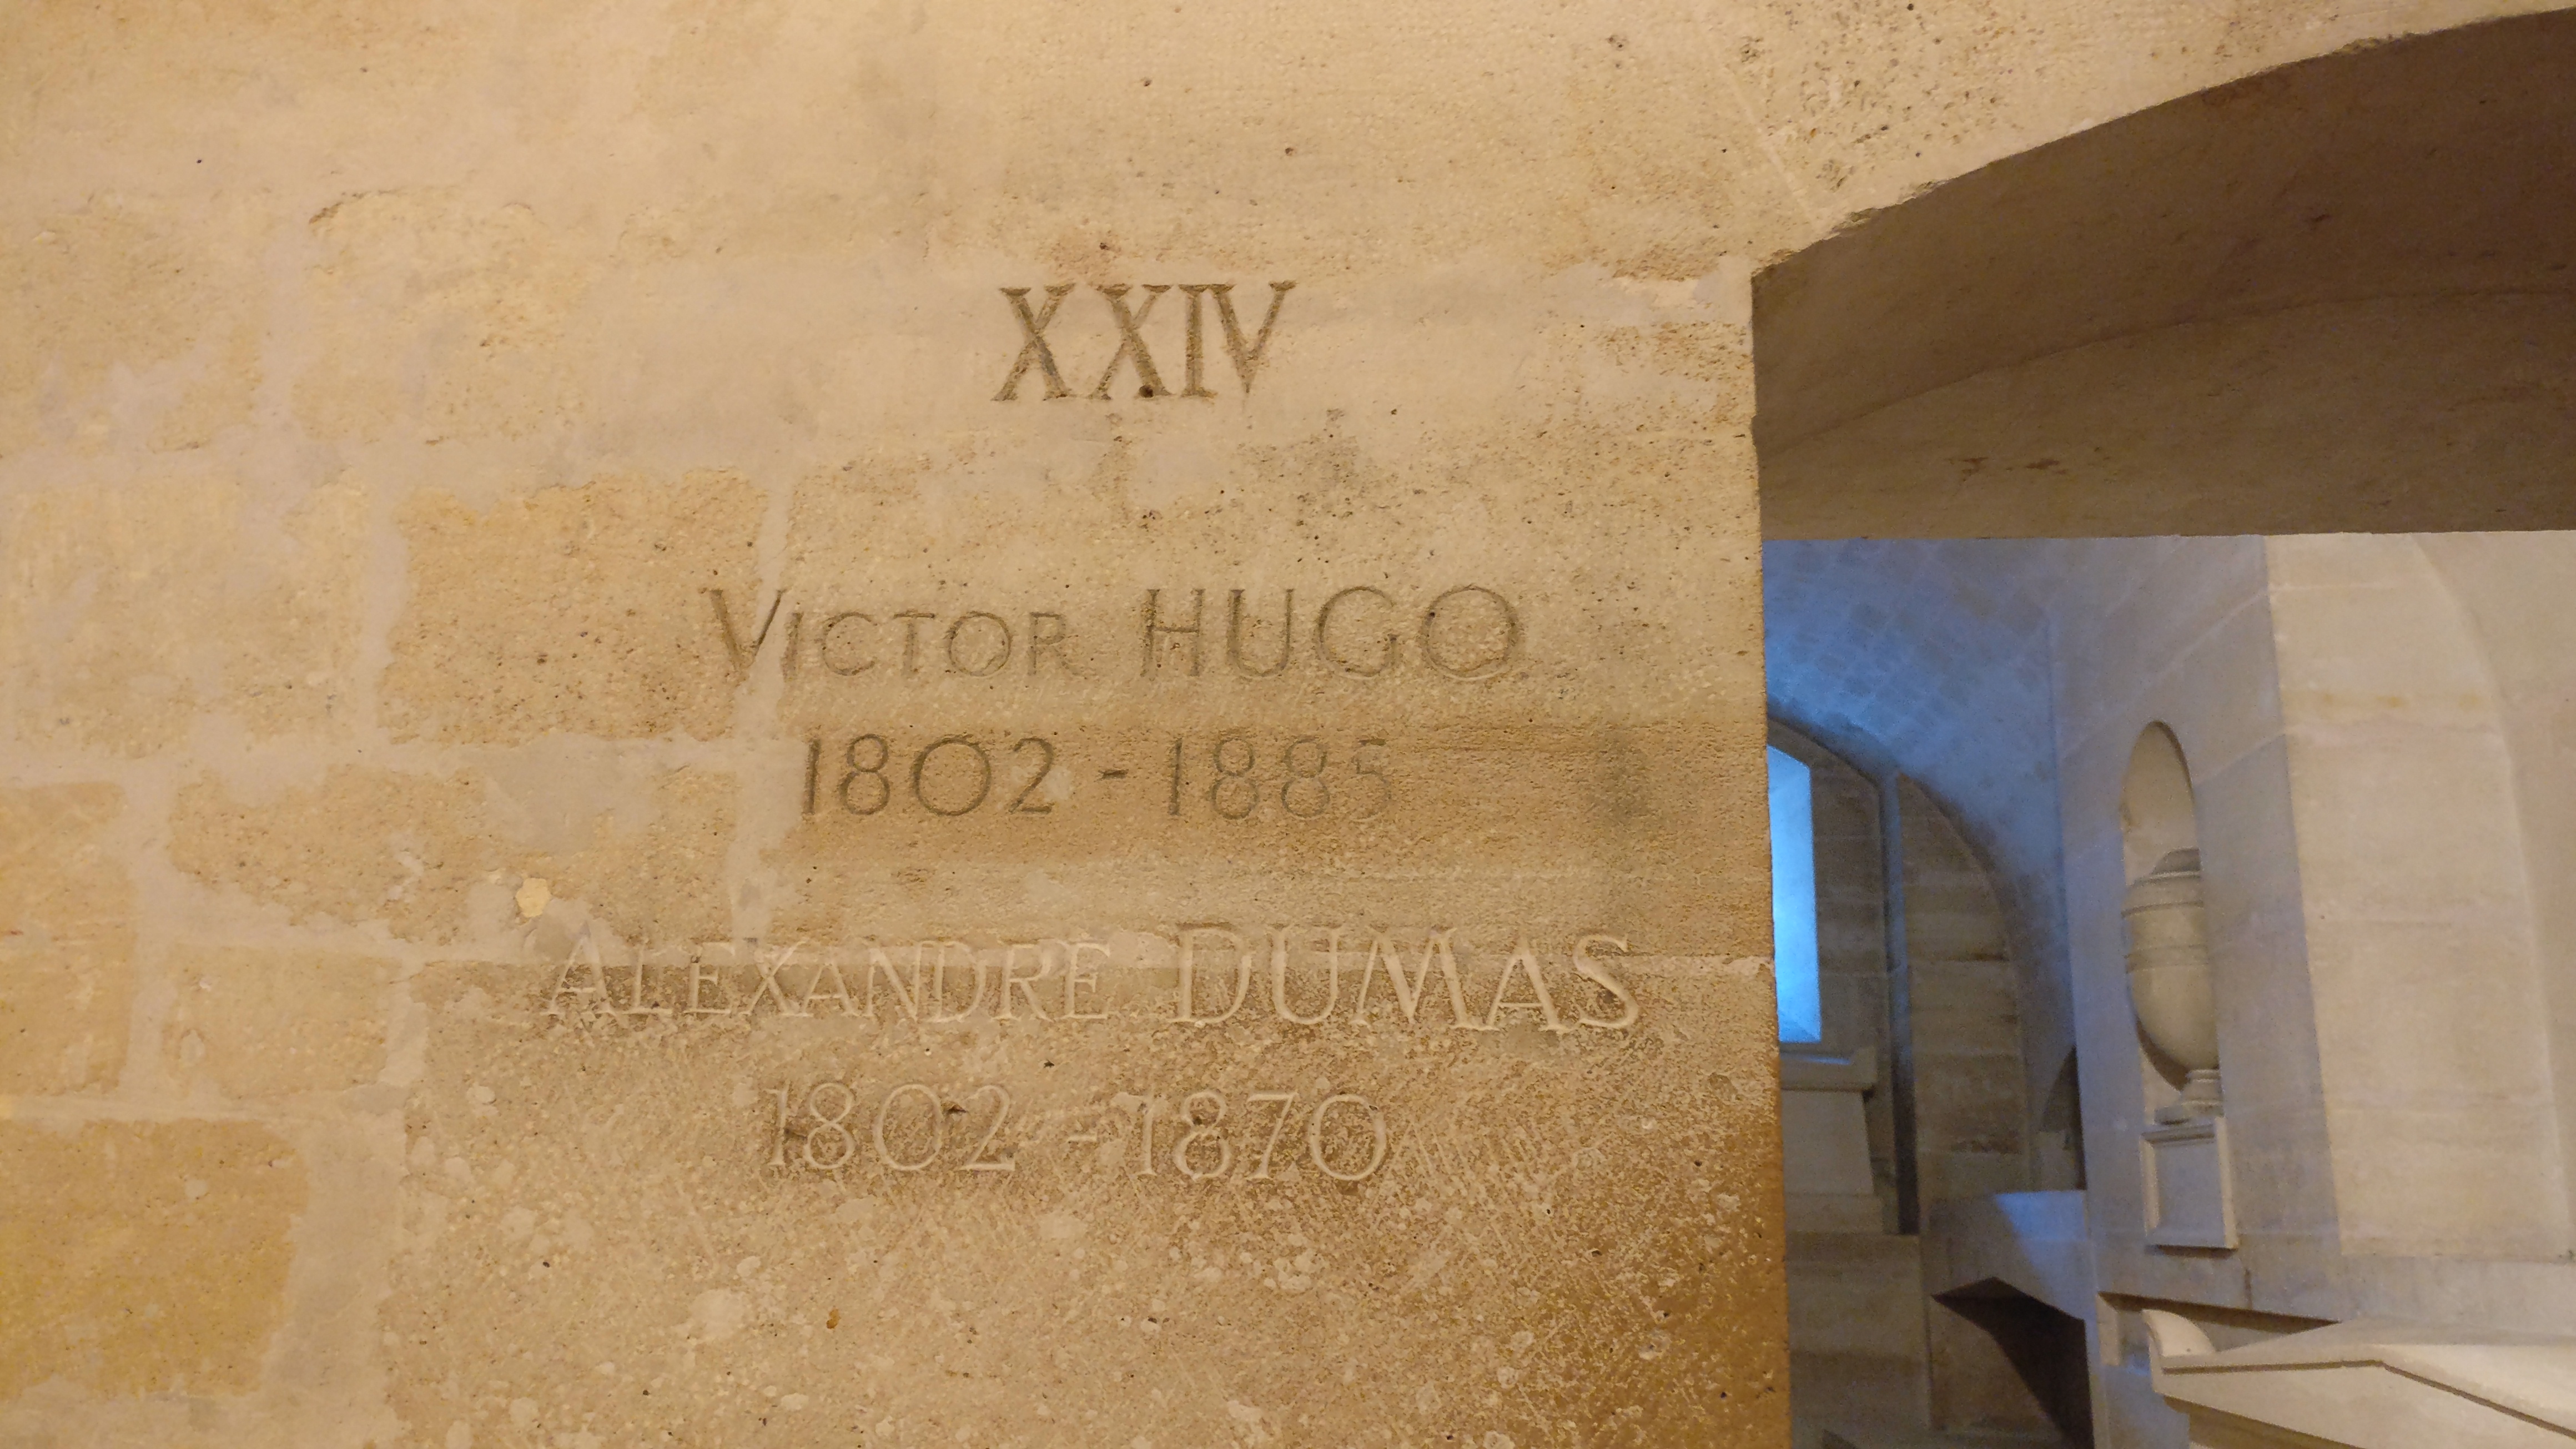 XXIV
VICTOR HUGO
1802 - 1885
ALEXANDRE DUMAS
1802 - 1870